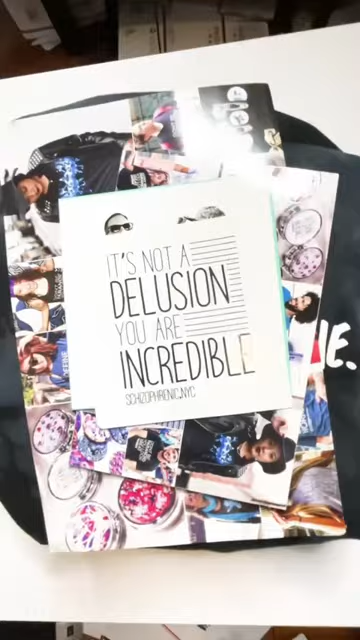 IT'S NOT A
DELUSION
YOU ARE
INCREDIBLE
SCHIZOPHRENIC.NYC
E.